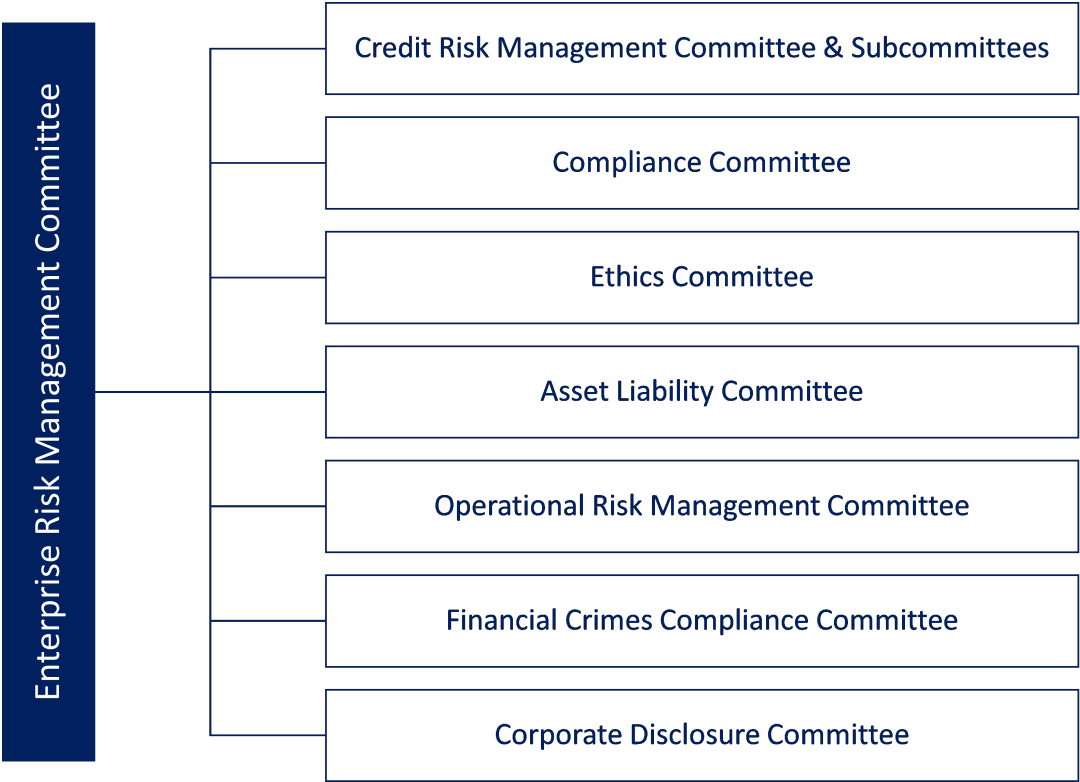 Enterprise Risk Management Committee
Credit Risk Management Committee & Subcommittees
Compliance Committee
Ethics Committee
Asset Liability Committee
Operational Risk Management Committee
Financial Crimes Compliance Committee
Corporate Disclosure Committee